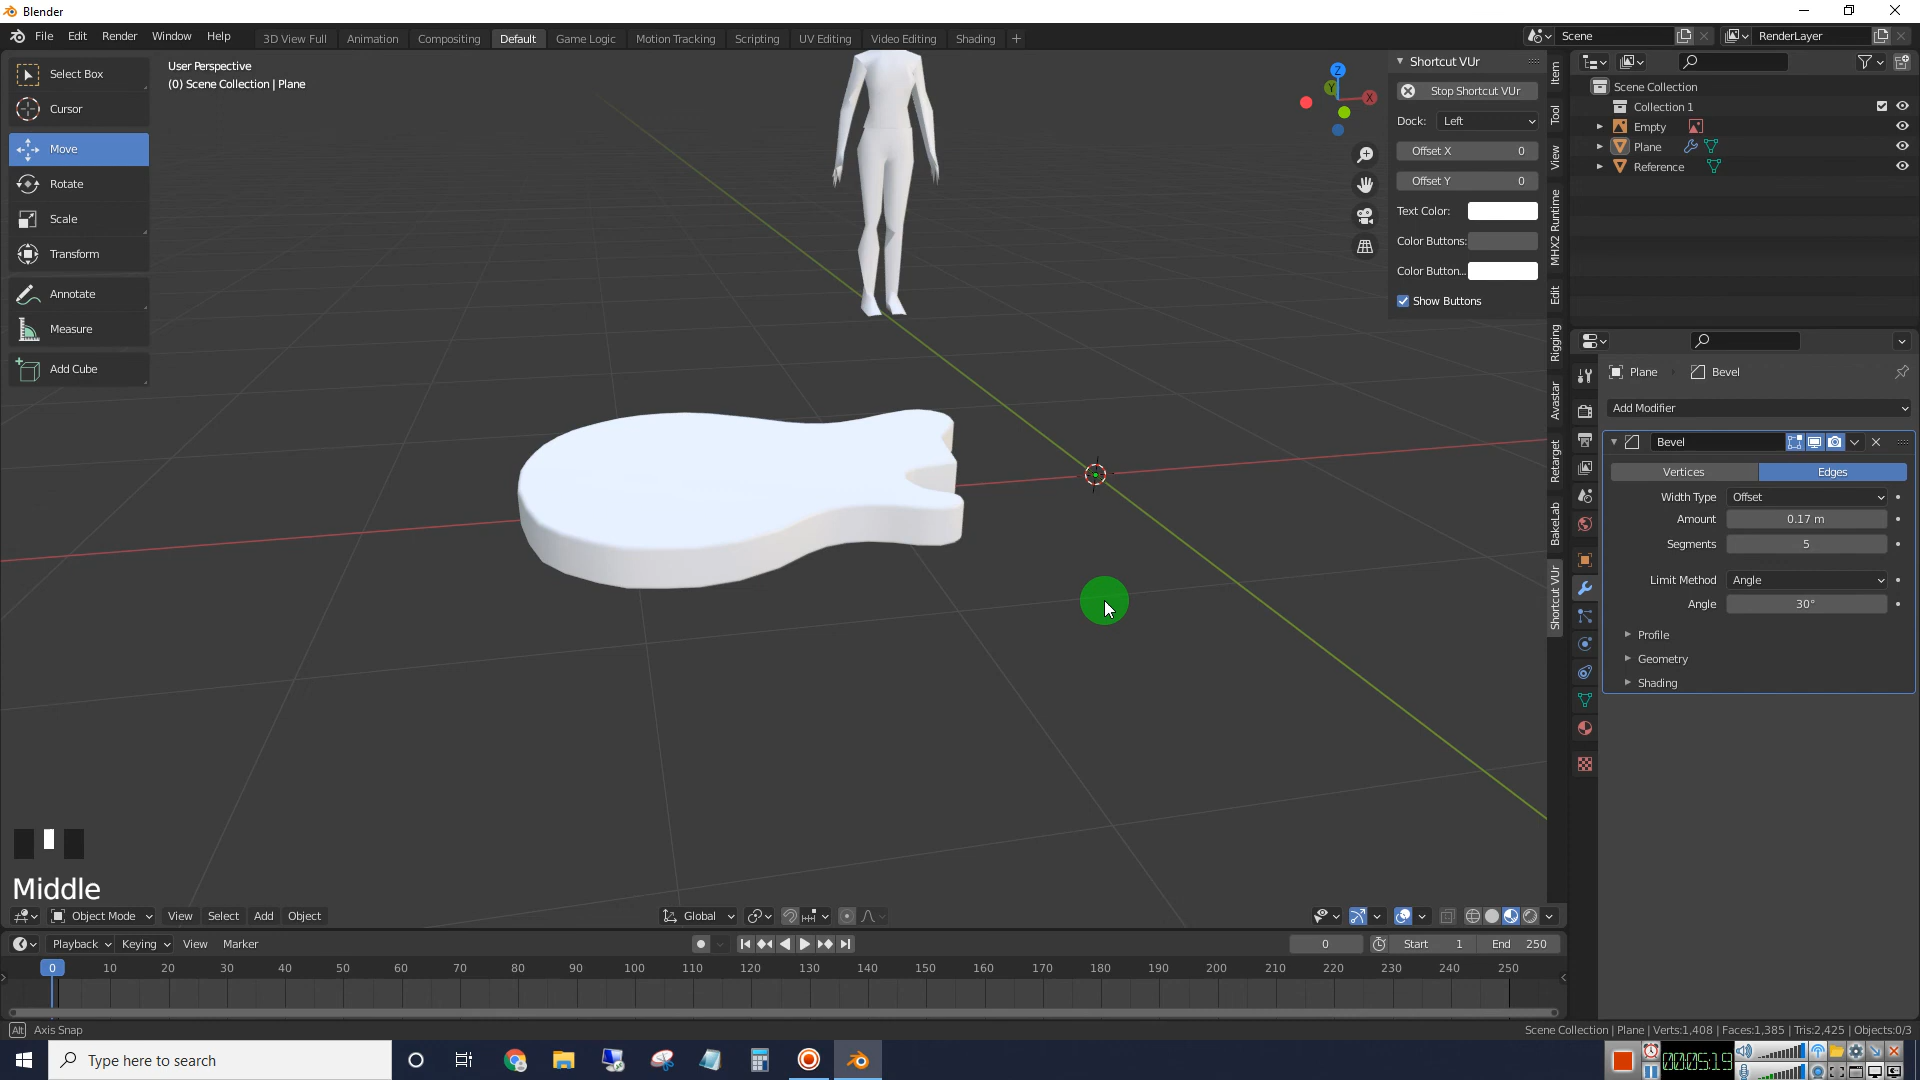 Blender
File Edit Render Window Help 3D View Full Animation Compositing Default Game Logic Motion Tracking Scripting UV Editing Video Editing Shading + Scene RenderLayer
Select Box
Cursor
Move
Rotate
Scale
Transform
Annotate
Measure
Add Cube
User Perspective
(0) Scene Collection | Plane
Z
X
Y
Shortcut VUr
Stop Shortcut VUr
Dock: Left
Offset X 0
Offset Y 0
Text Color:
Color Buttons:
Color Button...
Show Buttons
Item
Tool
View
MHX2 Runtime
Edit
Rigging
Avastar
Retarget
BakeLab
Shortcut VUr
Scene Collection
Collection 1
Empty
Plane
Reference
Plane Bevel
Add Modifier
Bevel
Vertices Edges
Width Type Offset
Amount 0.17 m
Segments 5
Limit Method Angle
Angle 30°
Profile
Geometry
Shading
Middle
Object Mode View Select Add Object Global
Playback Keying View Marker 0 Start 1 End 250
0 10 20 30 40 50 60 70 80 90 100 110 120 130 140 150 160 170 180 190 200 210 220 230 240 250
Alt Axis Snap
Scene Collection | Plane | Verts:1,408 | Faces:1,385 | Tris:2,425 | Objects:0/3
Type here to search
00:05:19